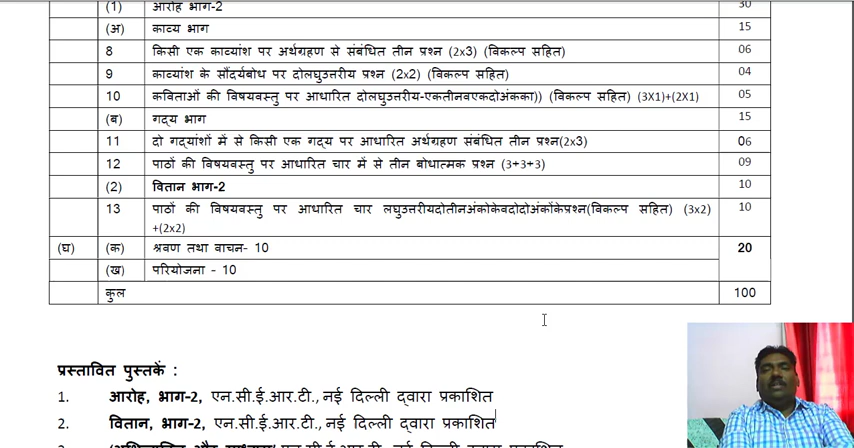 (1) आरोह भाग-2 30
(अ) काव्य भाग 15
8 किसी एक काव्यांश पर अर्थग्रहण से संबंधित तीन प्रश्न (2x3) (विकल्प सहित) 06
9 काव्यांश के सौंदर्यबोध पर दोलघुउत्तरीय प्रश्न (2x2) (विकल्प सहित) 04
10 कविताओं की विषयवस्तु पर आधारित दोलघुउत्तरीय-एकतीनवएकदोअंकका)) (विकल्प सहित) (3X1)+(2X1) 05
(ब) गद्य भाग 15
11 दो गद्यांशों में से किसी एक गद्य पर आधारित अर्थग्रहण संबंधित तीन प्रश्न(2x3) 06
12 पाठों की विषयवस्तु पर आधारित चार में से तीन बोधात्मक प्रश्न (3+3+3) 09
(2) वितान भाग-2 10
13 पाठों की विषयवस्तु पर आधारित चार लघुउत्तरीयदोतीनअंकोकेवदोदोअंकोंकेप्रश्न(विकल्प सहित) (3x2) 10
+(2x2)
(घ) (क) श्रवण तथा वाचन- 10 20
(ख) परियोजना - 10
कुल 100
प्रस्तावित पुस्तकें :
1. आरोह, भाग-2, एन.सी.ई.आर.टी., नई दिल्ली द्वारा प्रकाशित
2. वितान, भाग-2, एन.सी.ई.आर.टी., नई दिल्ली द्वारा प्रकाशित